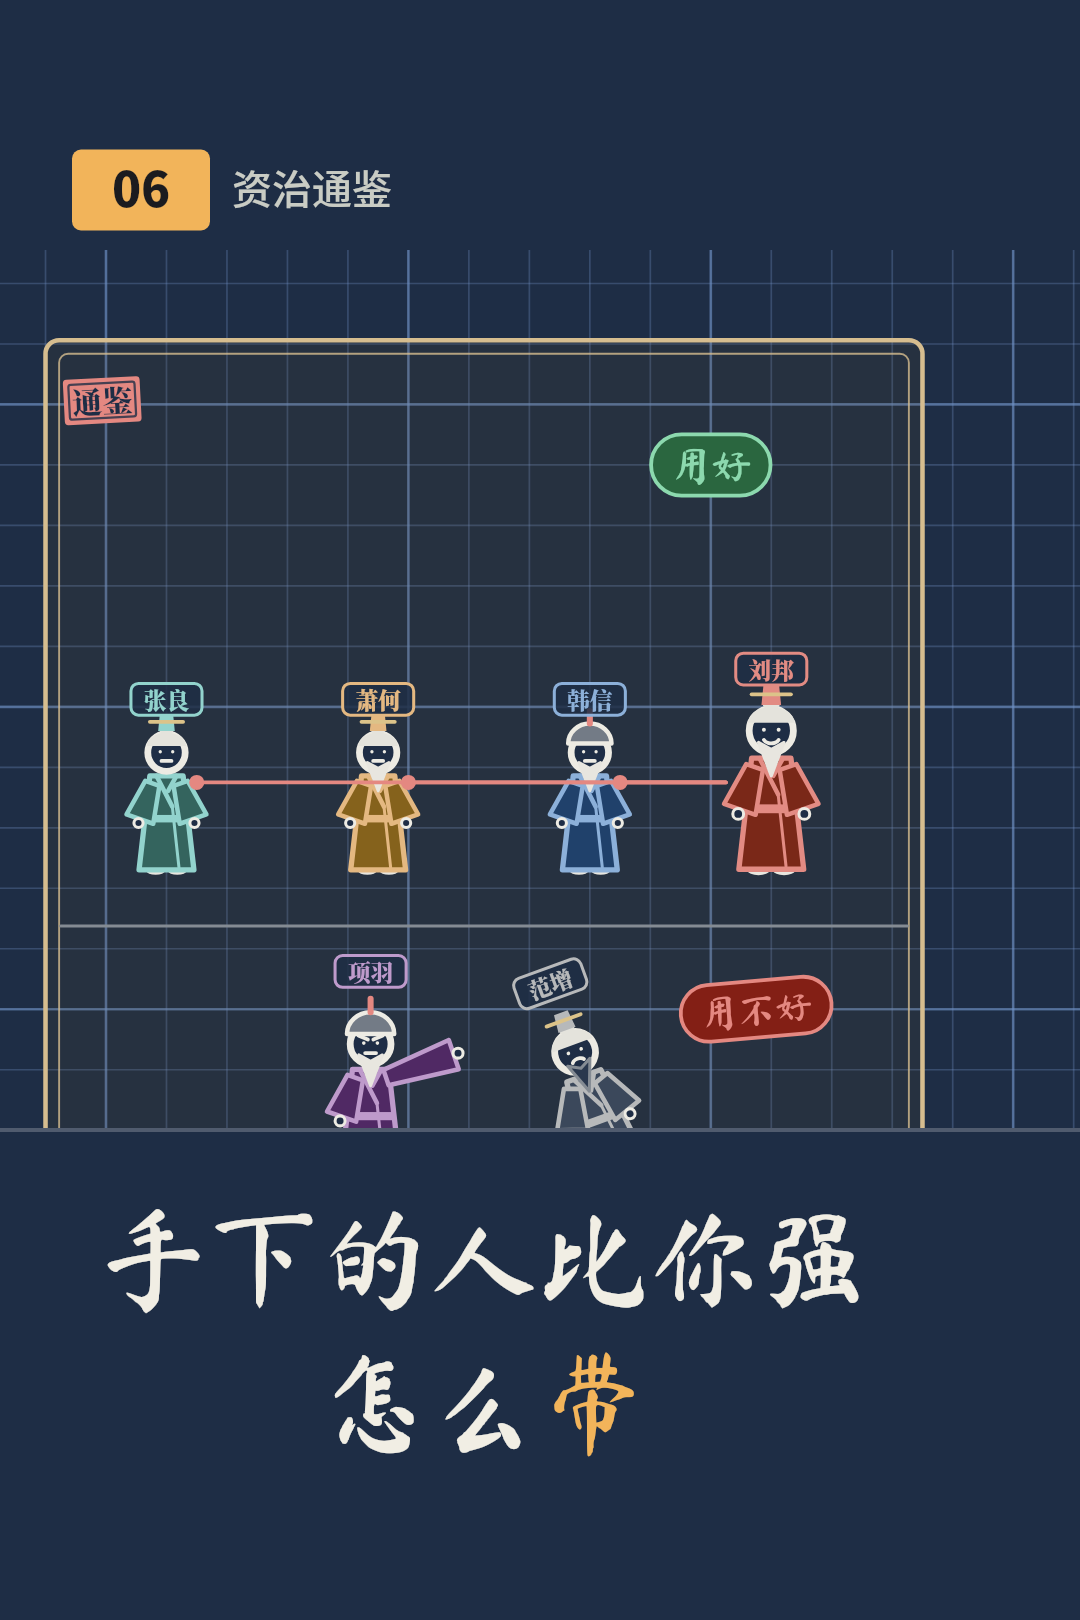 06 资治通鉴
通鉴
用好
张良 萧何 韩信 刘邦
项羽 范增
用不好
手下的人比你强
怎么带